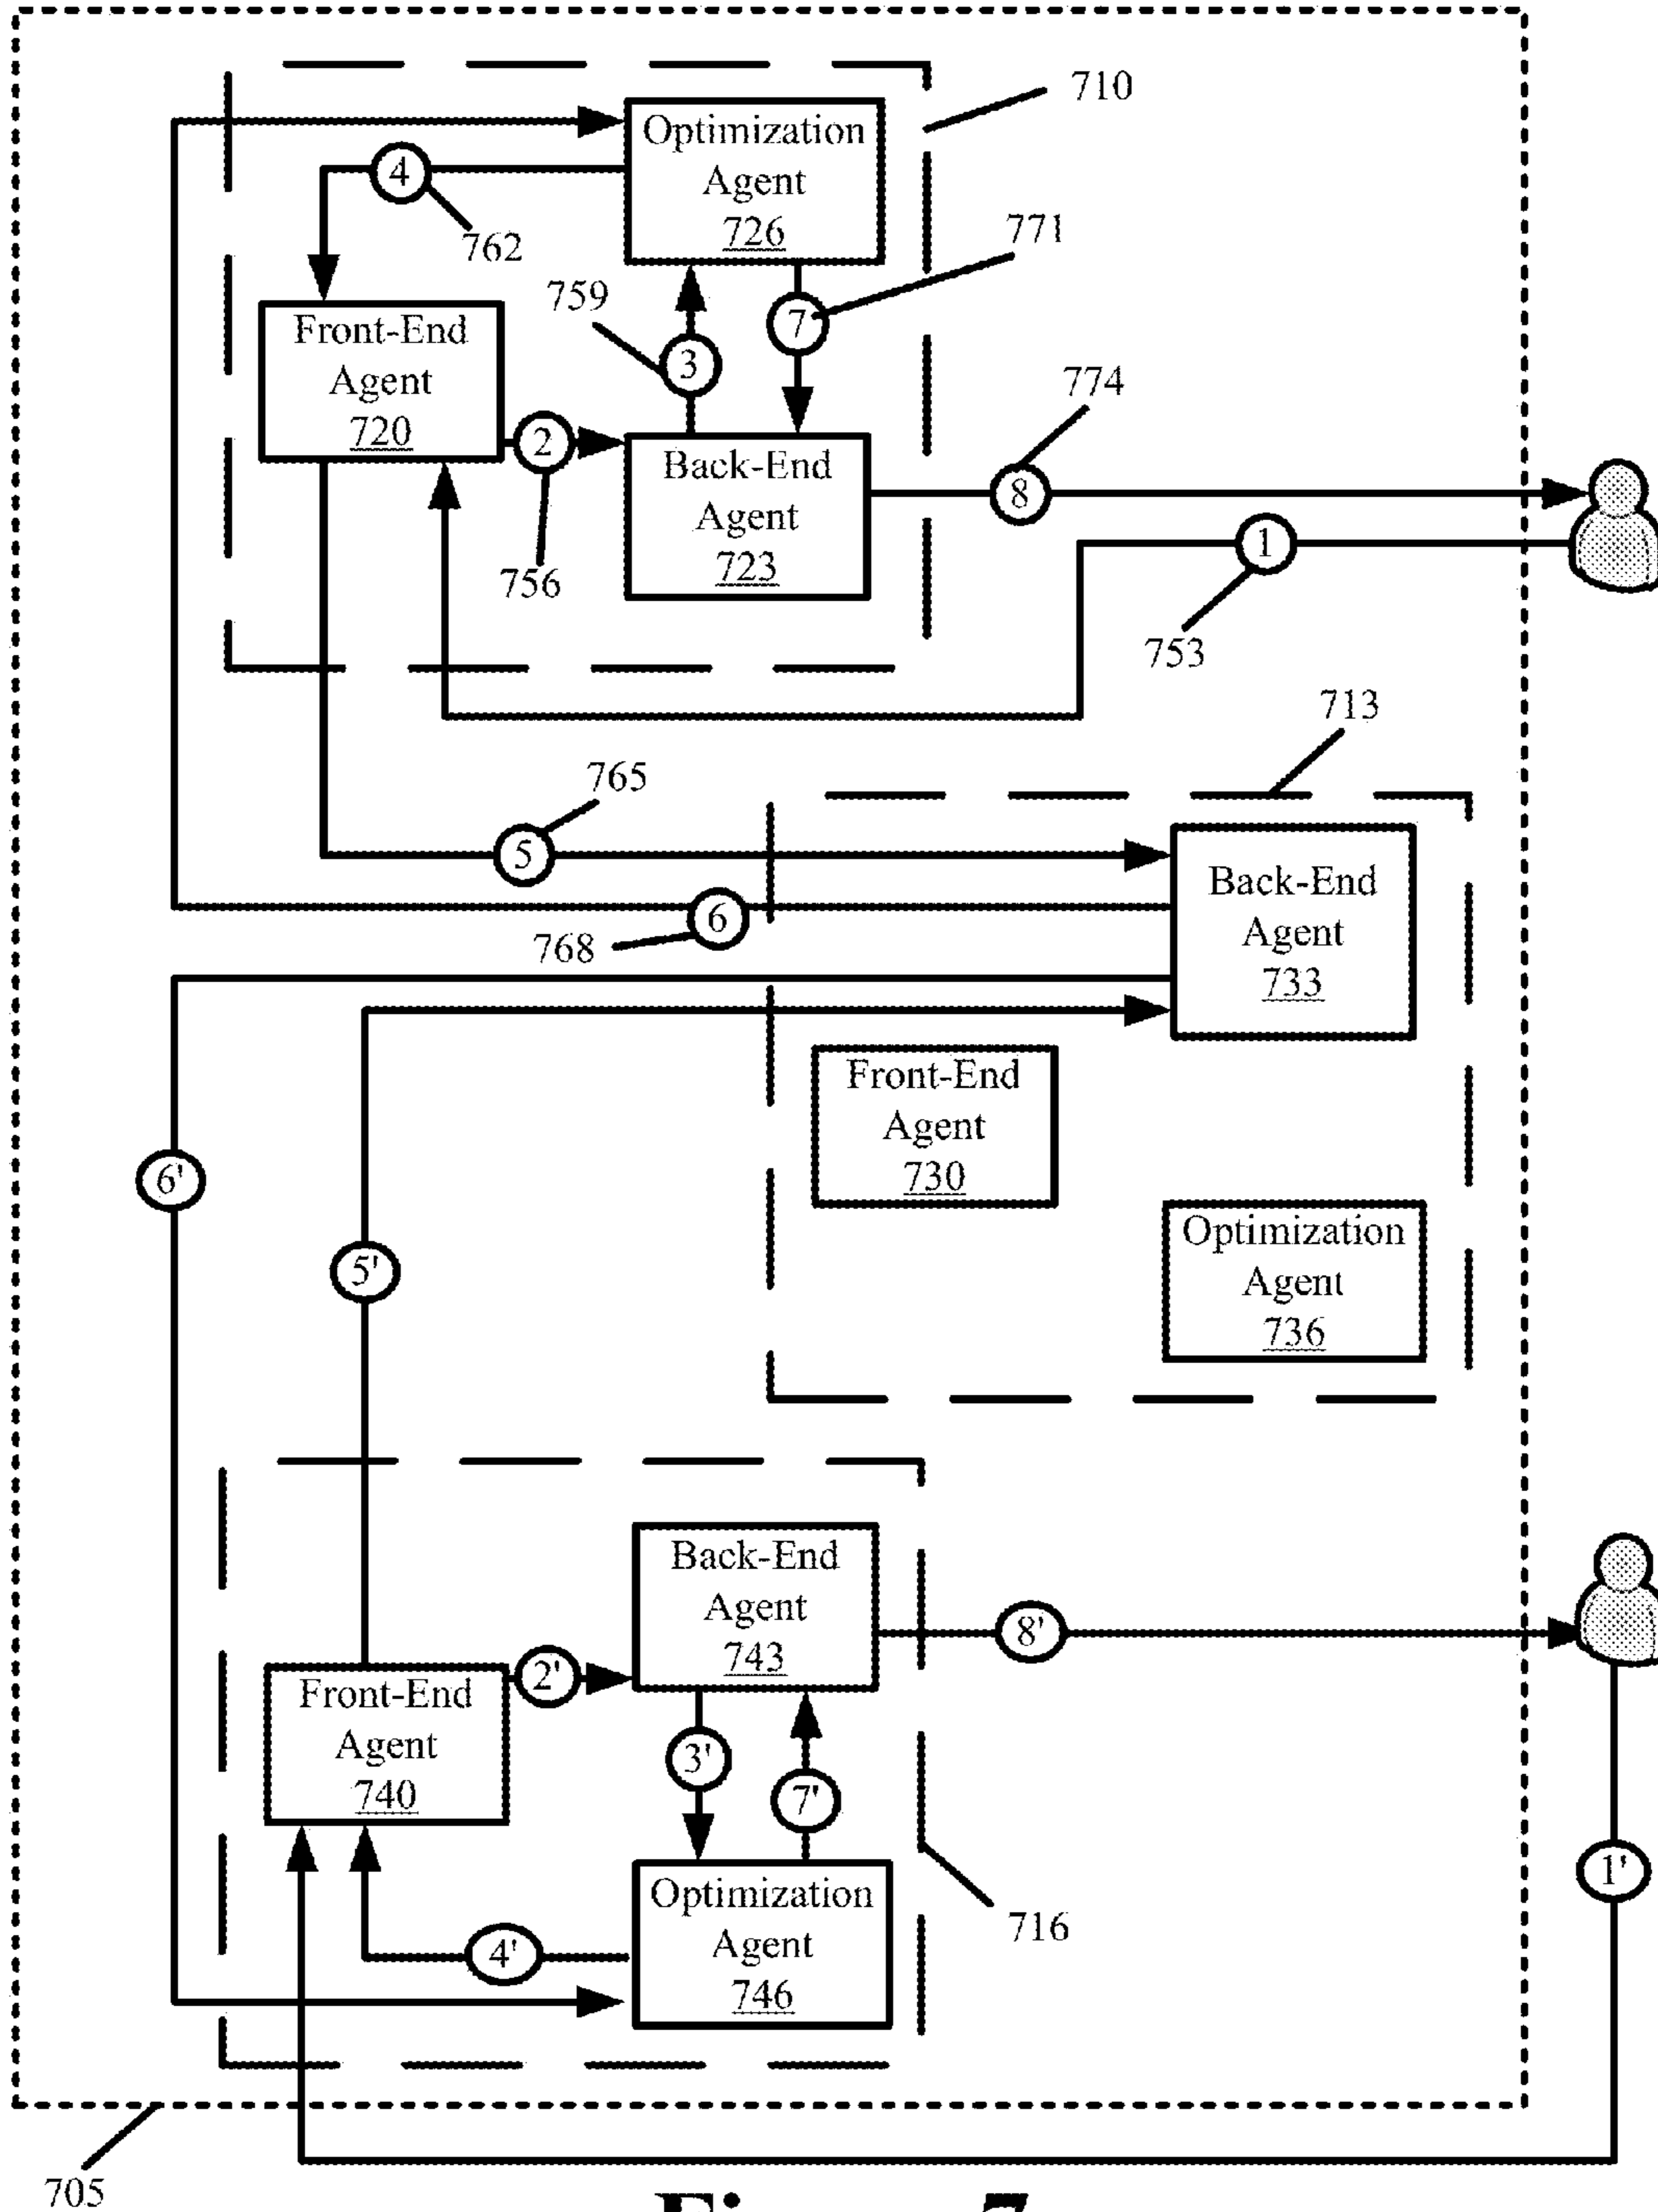 710
Optimization
Agent
726
4
762
771
759
7
3
Front-End
Agent
720
774
2
756
Back-End
Agent
723
8
1
753
713
765
5
6
768
Back-End
Agent
733
Front-End
Agent
730
6'
5'
Optimization
Agent
736
Back-End
Agent
743
8'
2'
Front-End
Agent
740
3'
7'
1'
Optimization
Agent
746
4'
716
705